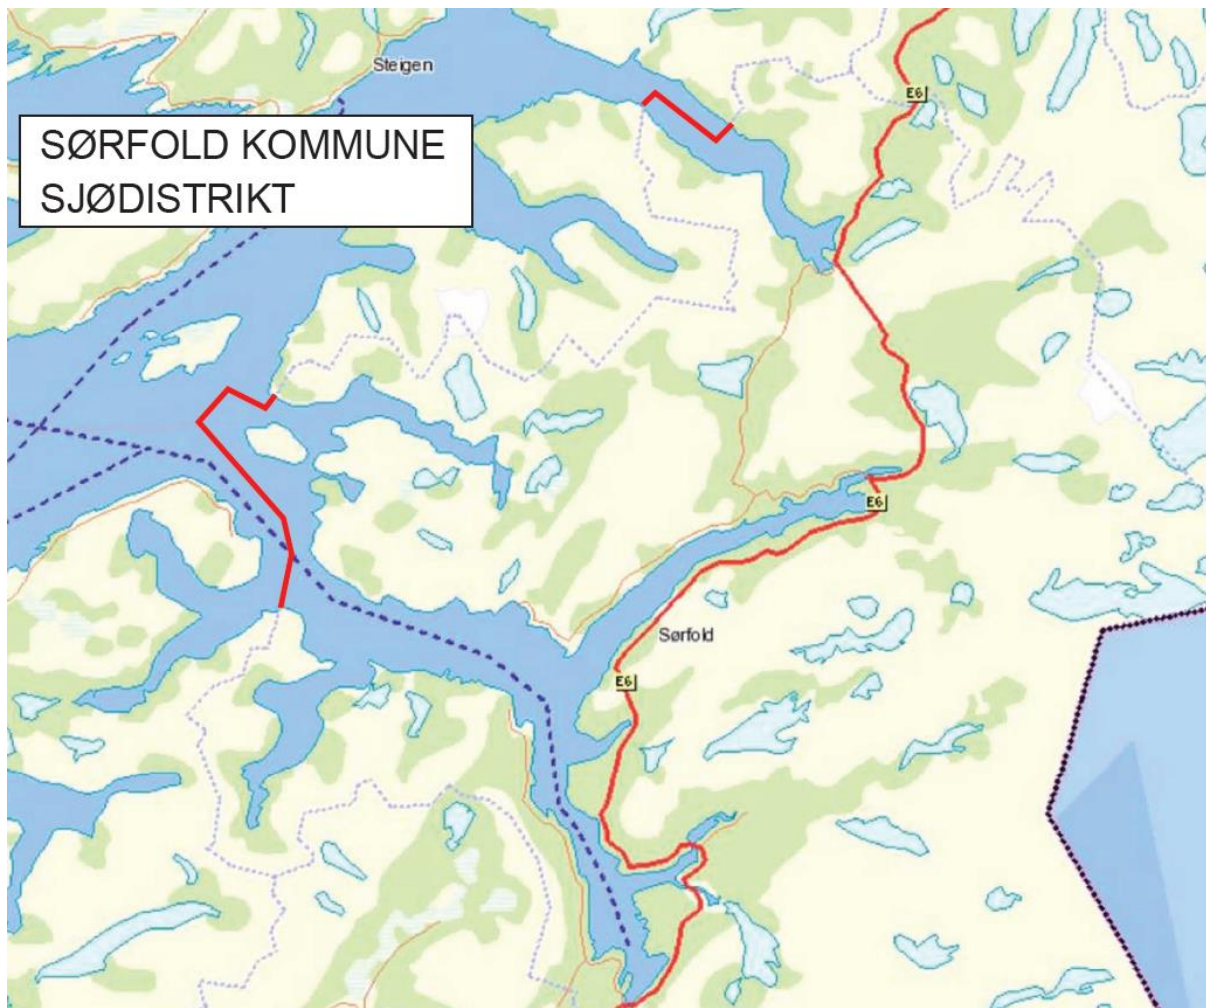 Steigen
E6
SØRFOLD KOMMUNE
SJØDISTRIKT
E6
Sørfold
E6